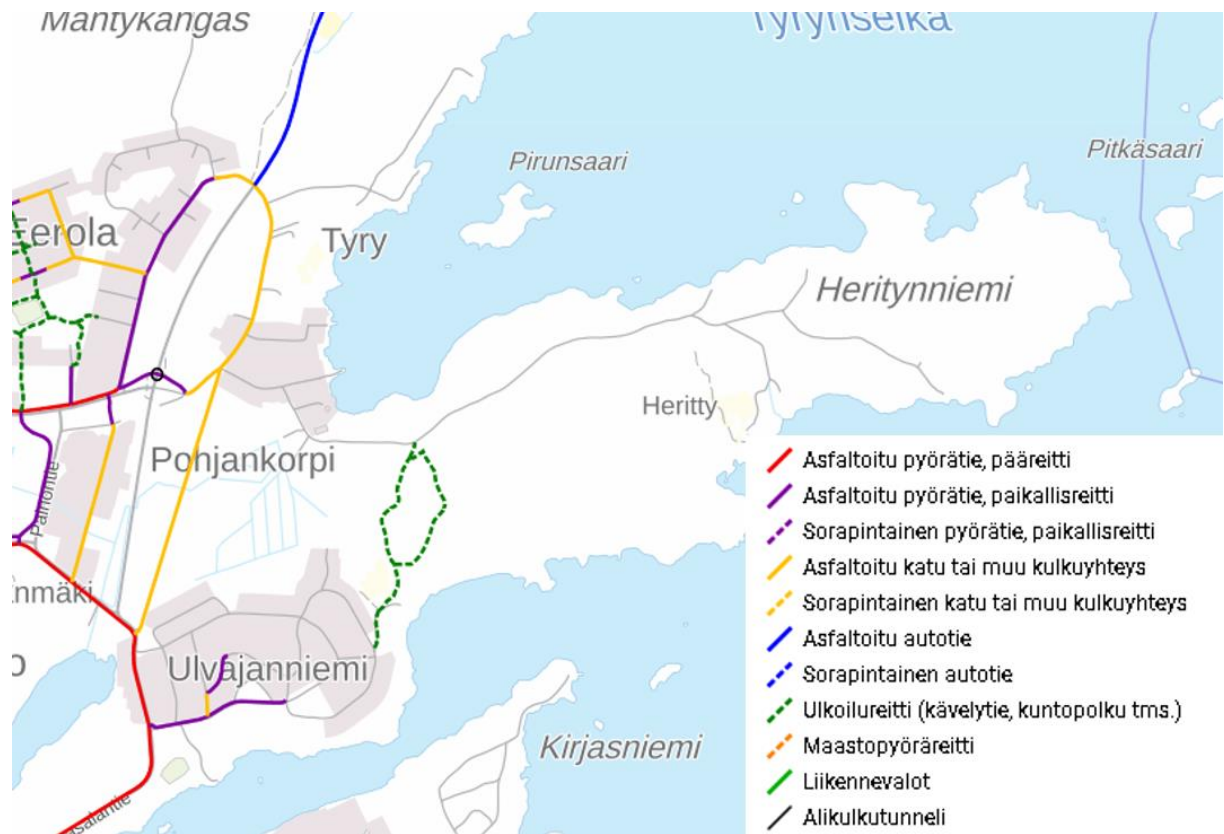 Mäntykangas
Tyrynselkä
Pirunsaari
Pitkäsaari
Eerola
Tyry
Heritynniemi
Heritty
Pohjankorpi
Painontie
nmäki
o
Ulvajanniemi
Kirjasniemi
salantie
Asfaltoitu pyörätie, pääreitti
Asfaltoitu pyörätie, paikallisreitti
Sorapintainen pyörätie, paikallisreitti
Asfaltoitu katu tai muu kulkuyhteys
Sorapintainen katu tai muu kulkuyhteys
Asfaltoitu autotie
Sorapintainen autotie
Ulkoilureitti (kävelytie, kuntopolku tms.)
Maastopyöräreitti
Liikennevalot
Alikulkutunneli